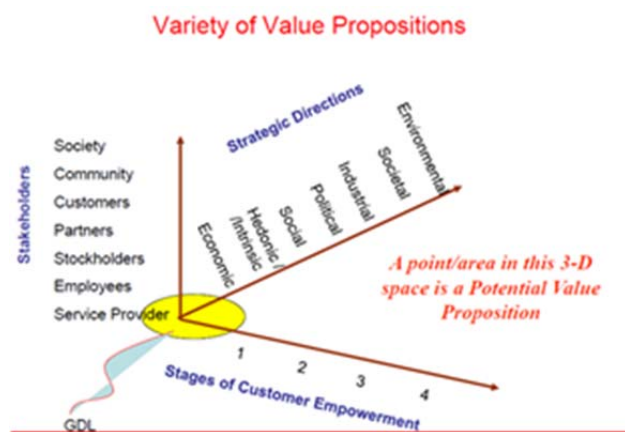 Variety of Value Propositions
Strategic Directions
Stakeholders
Society
Community
Customers
Partners
Stockholders
Employees
Service Provider
Economic
Hedonic /
/Intrinsic
Social
Political
Industrial
Societal
Environmental
A point/area in this 3-D
space is a Potential Value
Proposition
1
2
3
4
Stages of Customer Empowerment
GDL